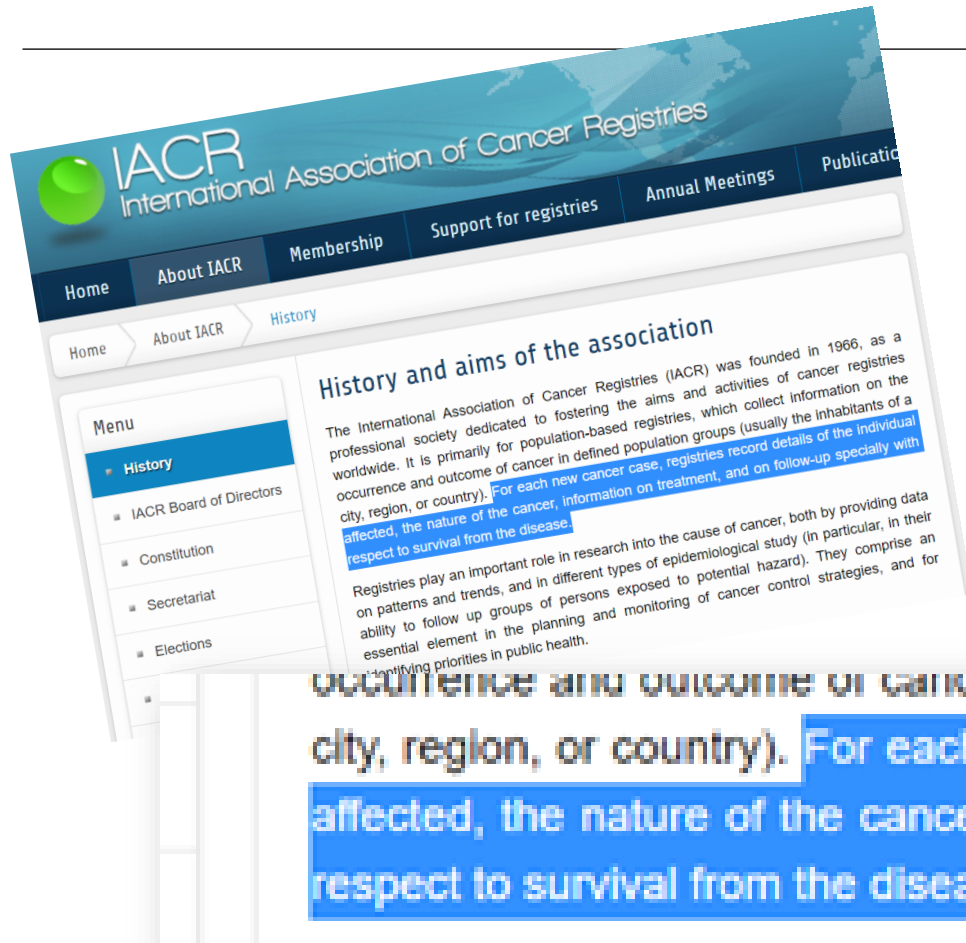 IACR
International Association of Cancer Registries
Home
About IACR
Membership
Support for registries
Annual Meetings
Publicatio
Home
About IACR
History
Menu
History
IACR Board of Directors
Constitution
Secretariat
Elections
History and aims of the association
The International Association of Cancer Registries (IACR) was founded in 1966, as a
professional society dedicated to fostering the aims and activities of cancer registries
worldwide. It is primarily for population-based registries, which collect information on the
occurrence and outcome of cancer in defined population groups (usually the inhabitants of a
city, region, or country). For each new cancer case, registries record details of the individual
affected, the nature of the cancer, information on treatment, and on follow-up specially with
respect to survival from the disease.
Registries play an important role in research into the cause of cancer, both by providing data
on patterns and trends, and in different types of epidemiological study (in particular, in their
ability to follow up groups of persons exposed to potential hazard). They comprise an
essential element in the planning and monitoring of cancer control strategies, and for
identifying priorities in public health.
occurrence and outcome of canc
city, region, or country). For each
affected, the nature of the cance
respect to survival from the disea